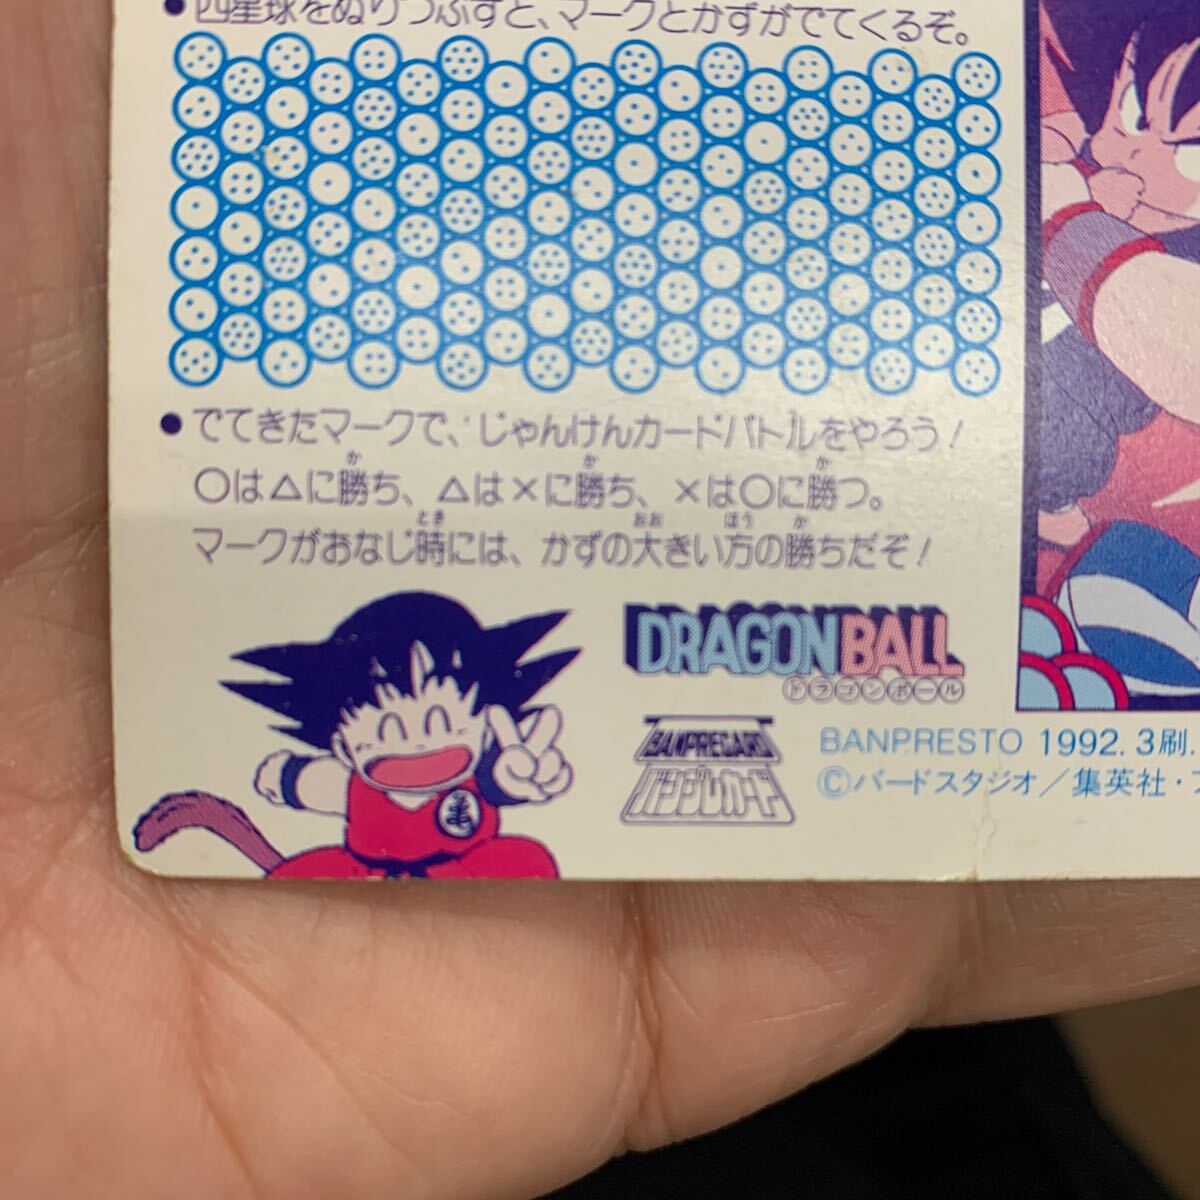 ●四星球をぬりつぶすと、マークとかずがでてくるぞ。
●でてきたマークで、じゃんけんカードバトルをやろう!
○は△に勝ち、△は×に勝ち、×は○に勝つ。
マークがおなじ時には、かずの大きい方の勝ちだぞ!
亀
DRAGON BALL
ドラゴンボール
BANPRECARD
バンプレカード
BANPRESTO 1992.3刷.
©バードスタジオ/集英社・